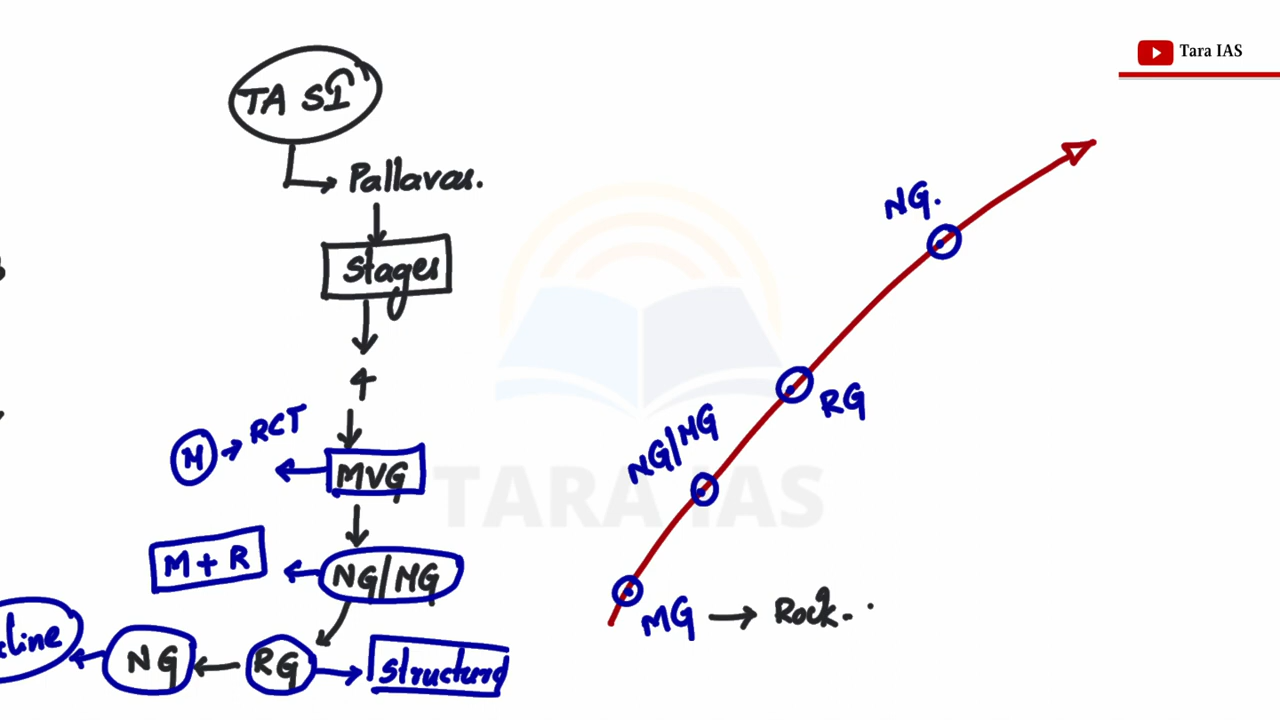 Tara IAS
TA SI
Pallavas.
Stages
4
M → RCT
MVG
M + R
NG/MG
line
NG
RG
Structural
NG.
RG
NG/MG
MG → Rock.
TARA IAS